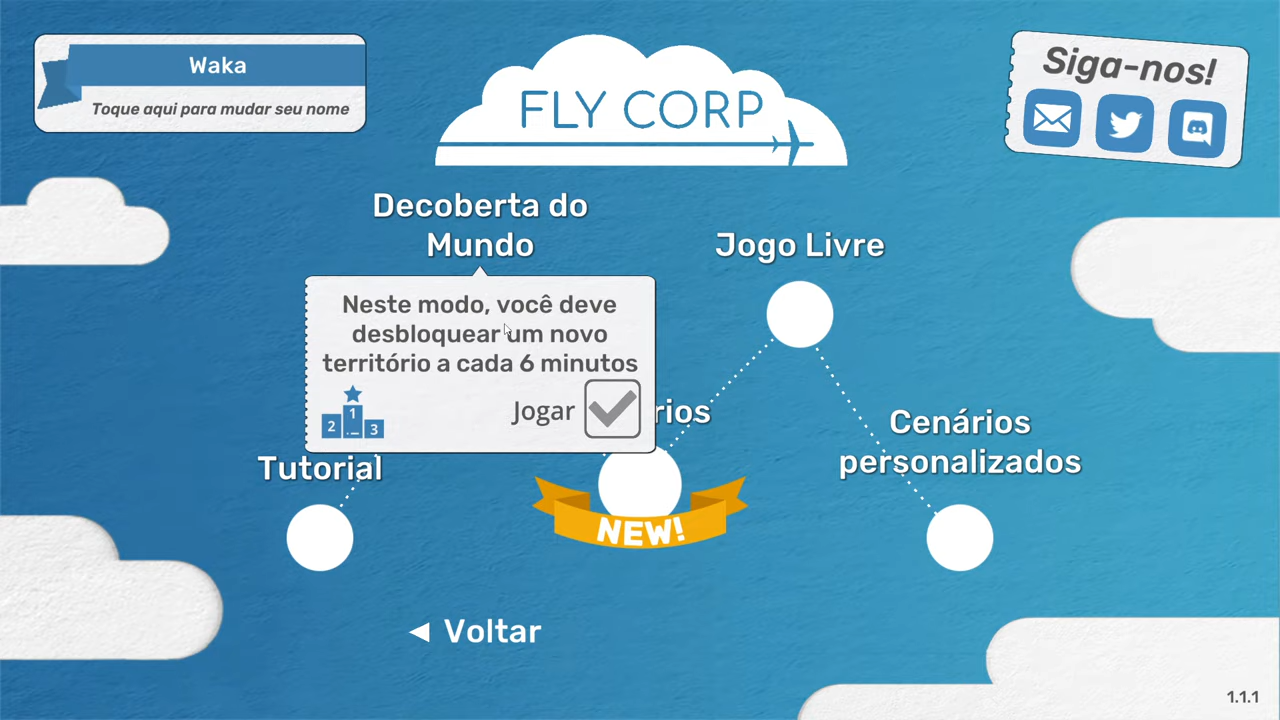 Waka
Toque aqui para mudar seu nome
FLY CORP
Siga-nos!
Decoberta do
Mundo
Jogo Livre
Neste modo, você deve
desbloquear um novo
território a cada 6 minutos
2 1 3
Jogar
rios
Cenários
personalizados
Tutorial
NEW!
Voltar
1.1.1